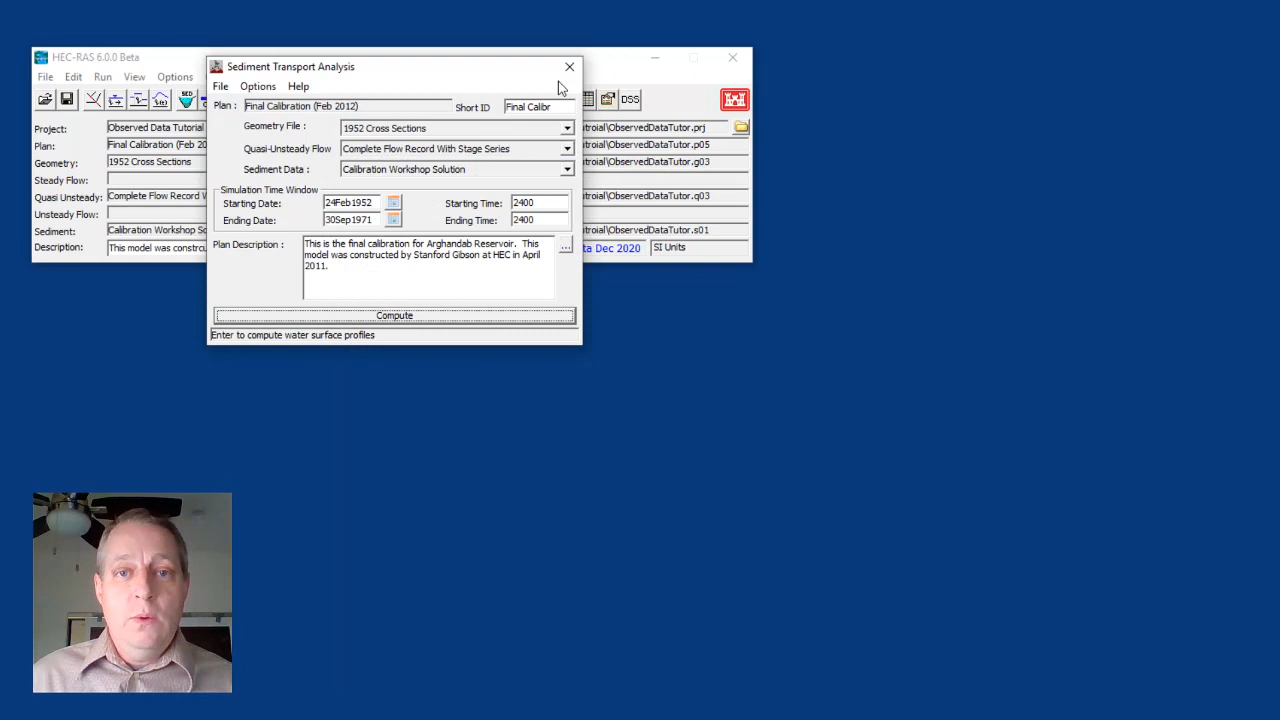 HEC-RAS 6.0.0 Beta
File Edit Run View Options
SED
DSS
Project: Observed Data Tutorial
Plan: Final Calibration (Feb 20
Geometry: 1952 Cross Sections
Steady Flow:
Quasi Unsteady: Complete Flow Record W
Unsteady Flow:
Sediment: Calibration Workshop So
Description: This model was constrcu
utroial\ObservedDataTutor.prj
utroial\ObservedDataTutor.p05
utroial\ObservedDataTutor.g03
utroial\ObservedDataTutor.q03
utroial\ObservedDataTutor.s01
ta Dec 2020 SI Units
Sediment Transport Analysis
File Options Help
Plan : Final Calibration (Feb 2012) Short ID Final Calibr
Geometry File : 1952 Cross Sections
Quasi-Unsteady Flow Complete Flow Record With Stage Series
Sediment Data : Calibration Workshop Solution
Simulation Time Window
Starting Date: 24Feb1952 Starting Time: 2400
Ending Date: 30Sep1971 Ending Time: 2400
Plan Description : This is the final calibration for Arghandab Reservoir. This
model was constructed by Stanford Gibson at HEC in April
2011.
...
Compute
Enter to compute water surface profiles